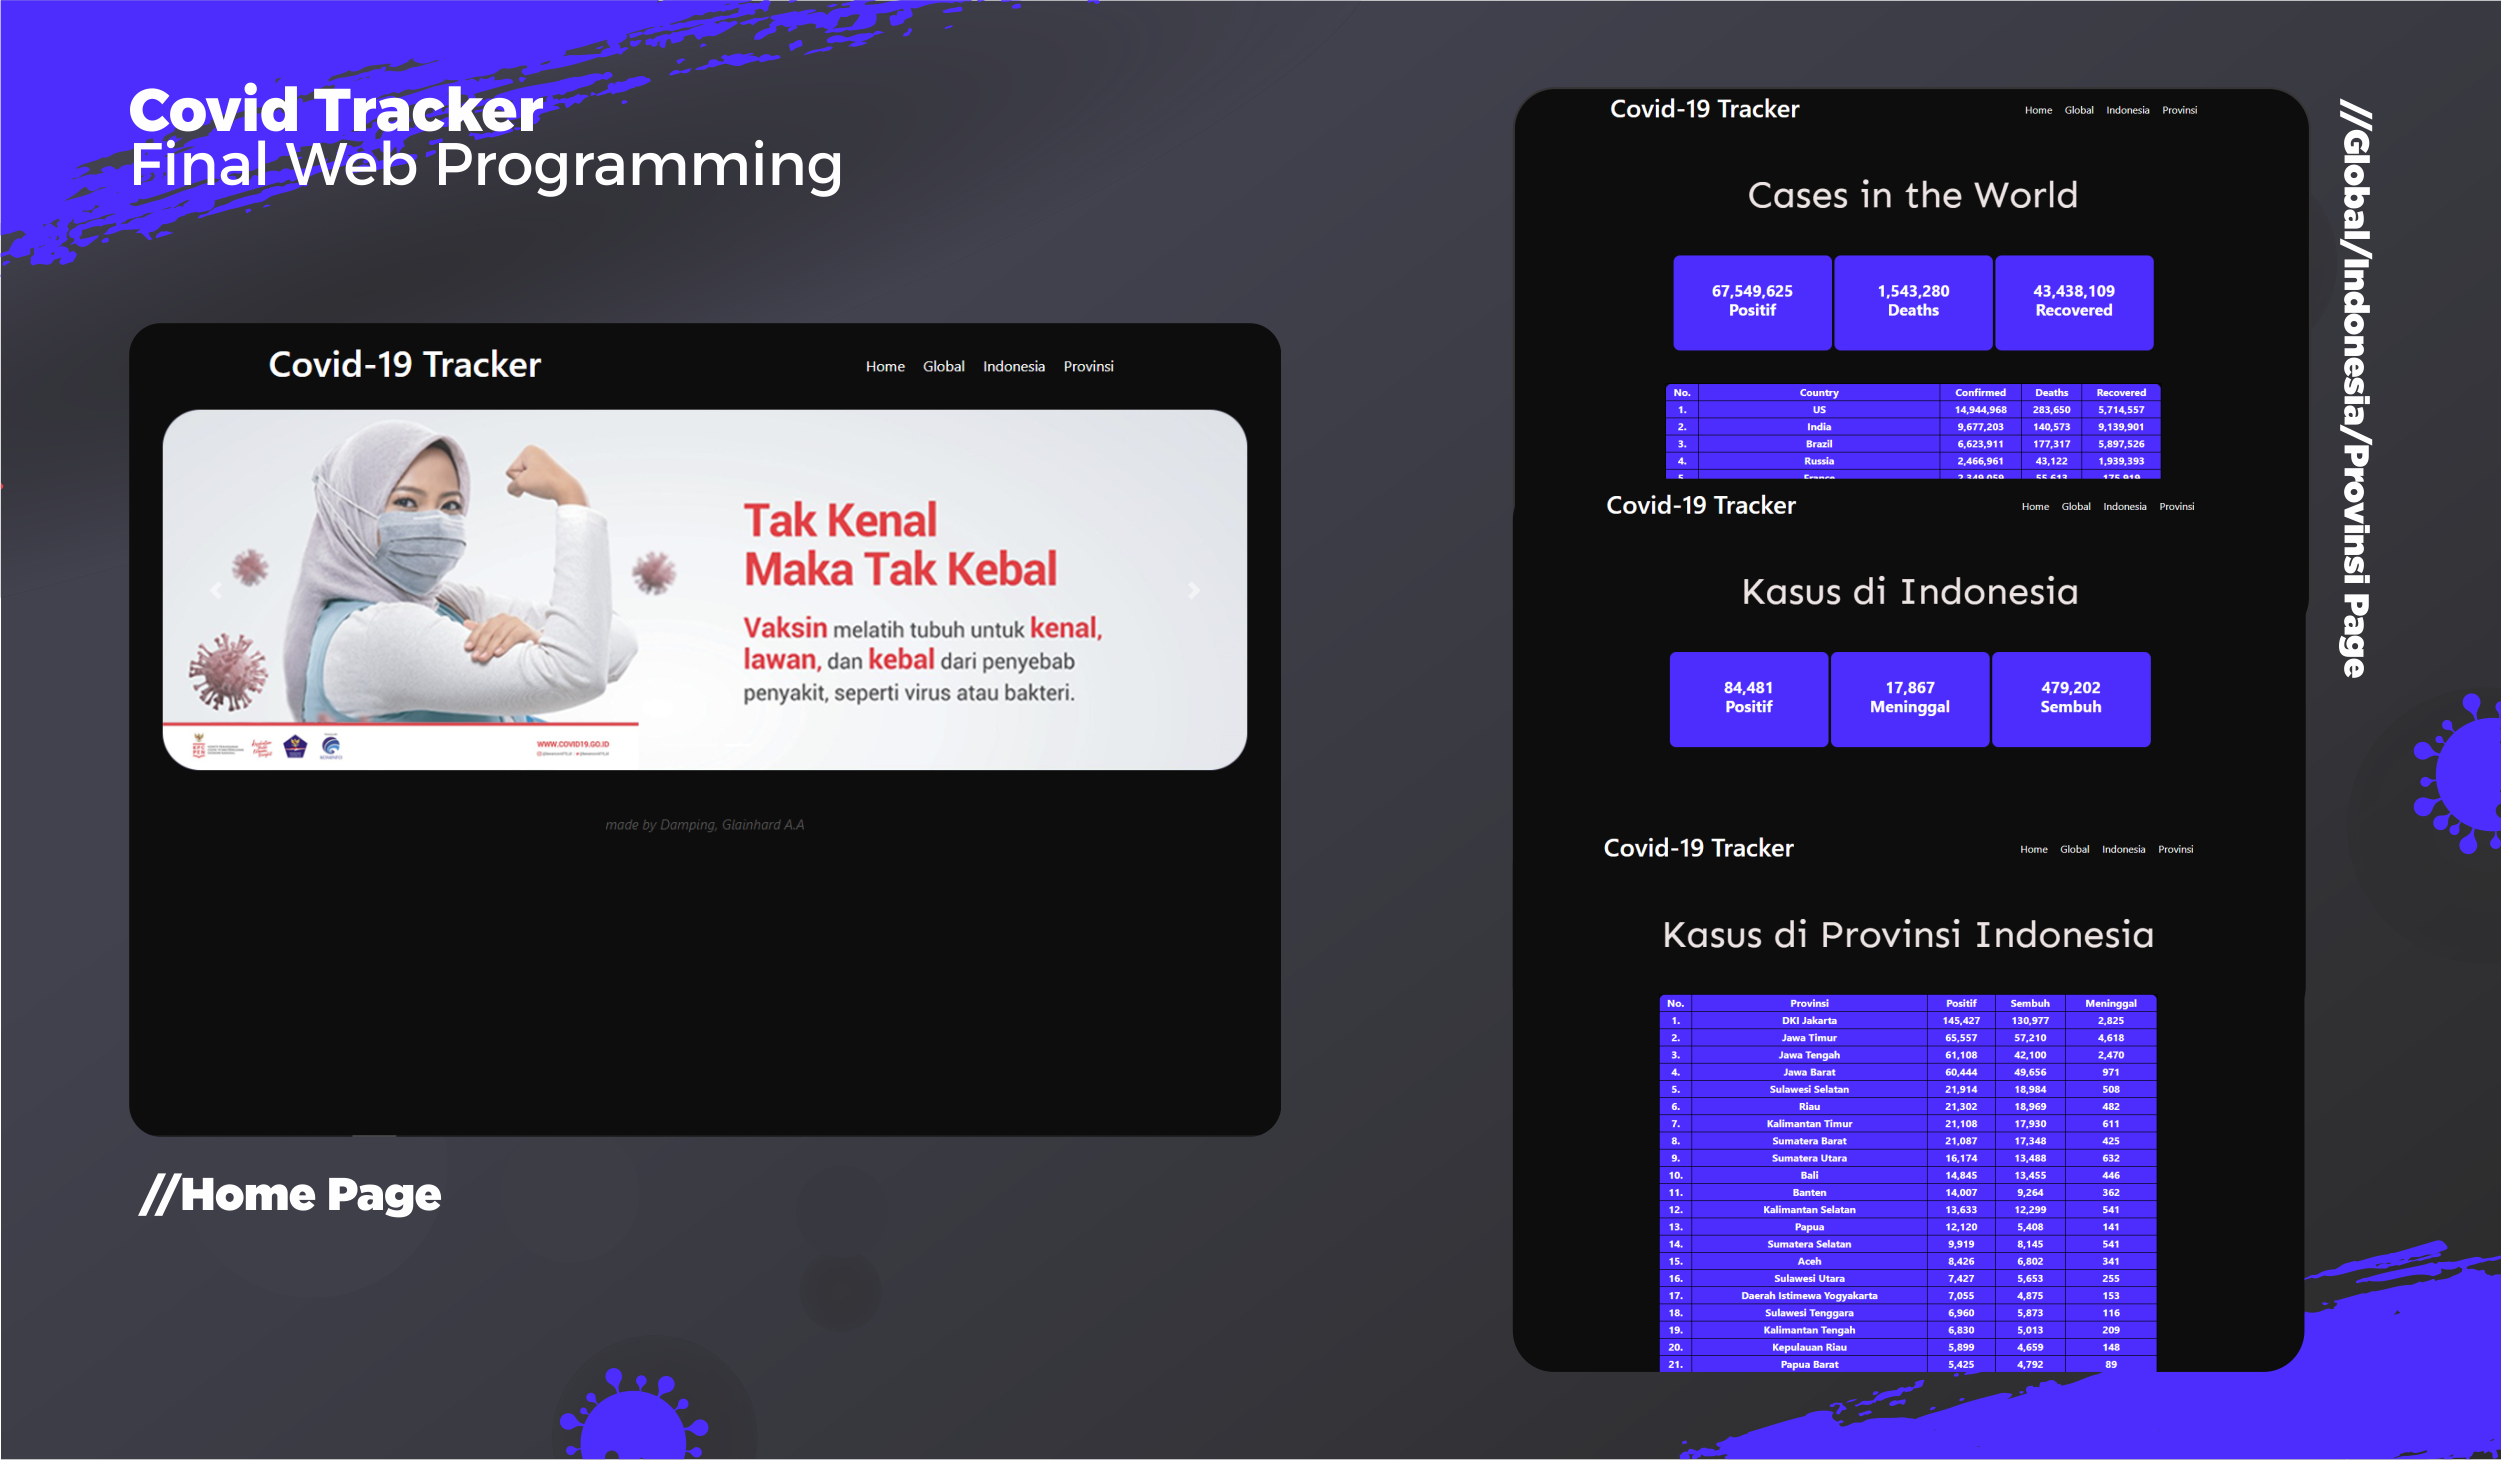 Covid Tracker
Final Web Programming
Covid-19 Tracker
Home Global Indonesia Provinsi
Tak Kenal
Maka Tak Kebal
Vaksin melatih tubuh untuk kenal,
lawan, dan kebal dari penyebab
penyakit, seperti virus atau bakteri.
WWW.COVID19.GO.ID
made by Damping, Glainhard A.A
//Home Page
Covid-19 Tracker
Home Global Indonesia Provinsi
Cases in the World
67,549,625 1,543,280 43,438,109
Positif Deaths Recovered
No. Country Confirmed Deaths Recovered
1. US 14,944,968 283,650 5,714,557
2. India 9,677,203 140,573 9,139,901
3. Brazil 6,623,911 177,317 5,897,526
4. Russia 2,466,961 43,122 1,939,393
5. France 2,349,059 55,613 175,919
Covid-19 Tracker
Home Global Indonesia Provinsi
Kasus di Indonesia
84,481 17,867 479,202
Positif Meninggal Sembuh
Covid-19 Tracker
Home Global Indonesia Provinsi
Kasus di Provinsi Indonesia
No. Provinsi Positif Sembuh Meninggal
1. DKI Jakarta 145,427 130,977 2,825
2. Jawa Timur 65,557 57,210 4,618
3. Jawa Tengah 61,108 42,100 2,470
4. Jawa Barat 60,444 49,656 971
5. Sulawesi Selatan 21,914 18,984 508
6. Riau 21,302 18,969 482
7. Kalimantan Timur 21,108 17,930 611
8. Sumatera Barat 21,087 17,348 425
9. Sumatera Utara 16,174 13,488 632
10. Bali 14,845 13,455 446
11. Banten 14,007 9,264 362
12. Kalimantan Selatan 13,633 12,299 541
13. Papua 12,120 5,408 141
14. Sumatera Selatan 9,919 8,145 541
15. Aceh 8,426 6,802 341
16. Sulawesi Utara 7,427 5,653 255
17. Daerah Istimewa Yogyakarta 7,055 4,875 153
18. Sulawesi Tenggara 6,960 5,873 116
19. Kalimantan Tengah 6,830 5,013 209
20. Kepulauan Riau 5,899 4,659 148
21. Papua Barat 5,425 4,792 89
//Global/Indonesia/Provinsi Page